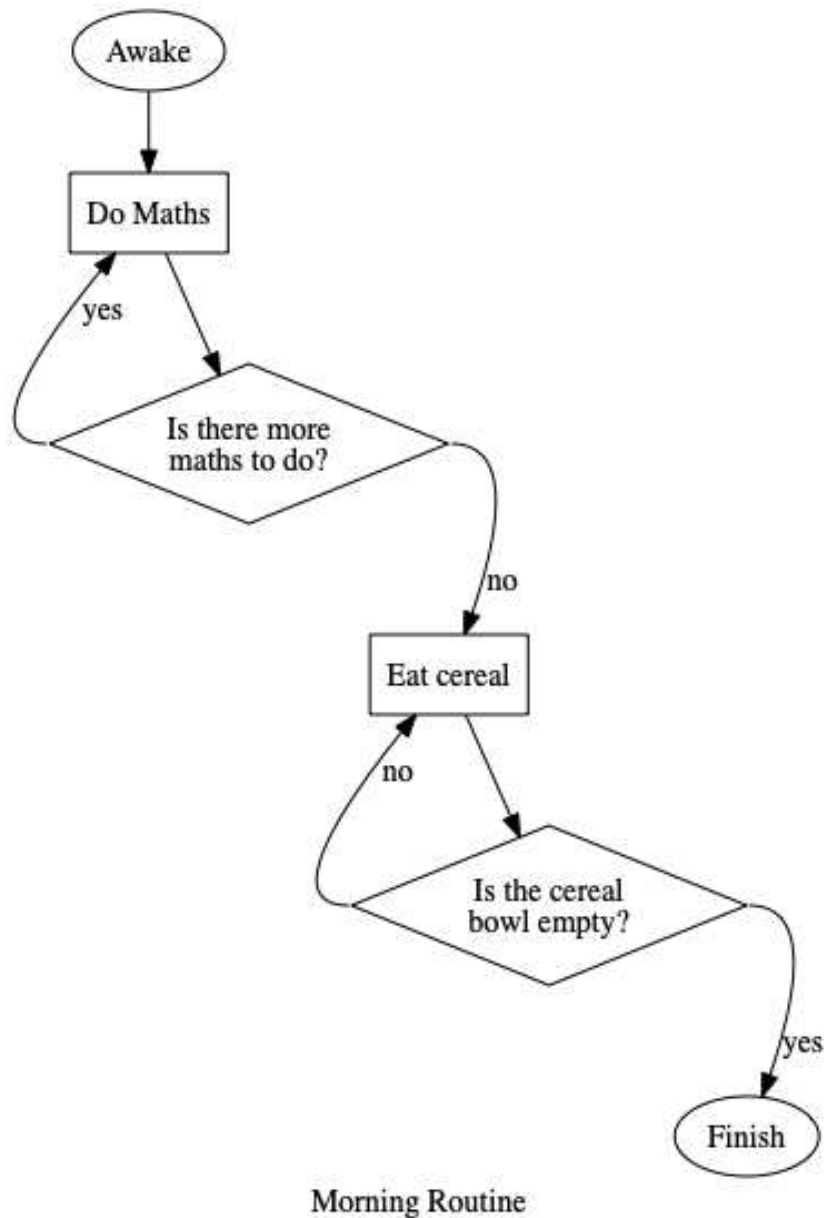 Awake
Do Maths
yes
Is there more
maths to do?
no
Eat cereal
no
Is the cereal
bowl empty?
yes
Finish
Morning Routine